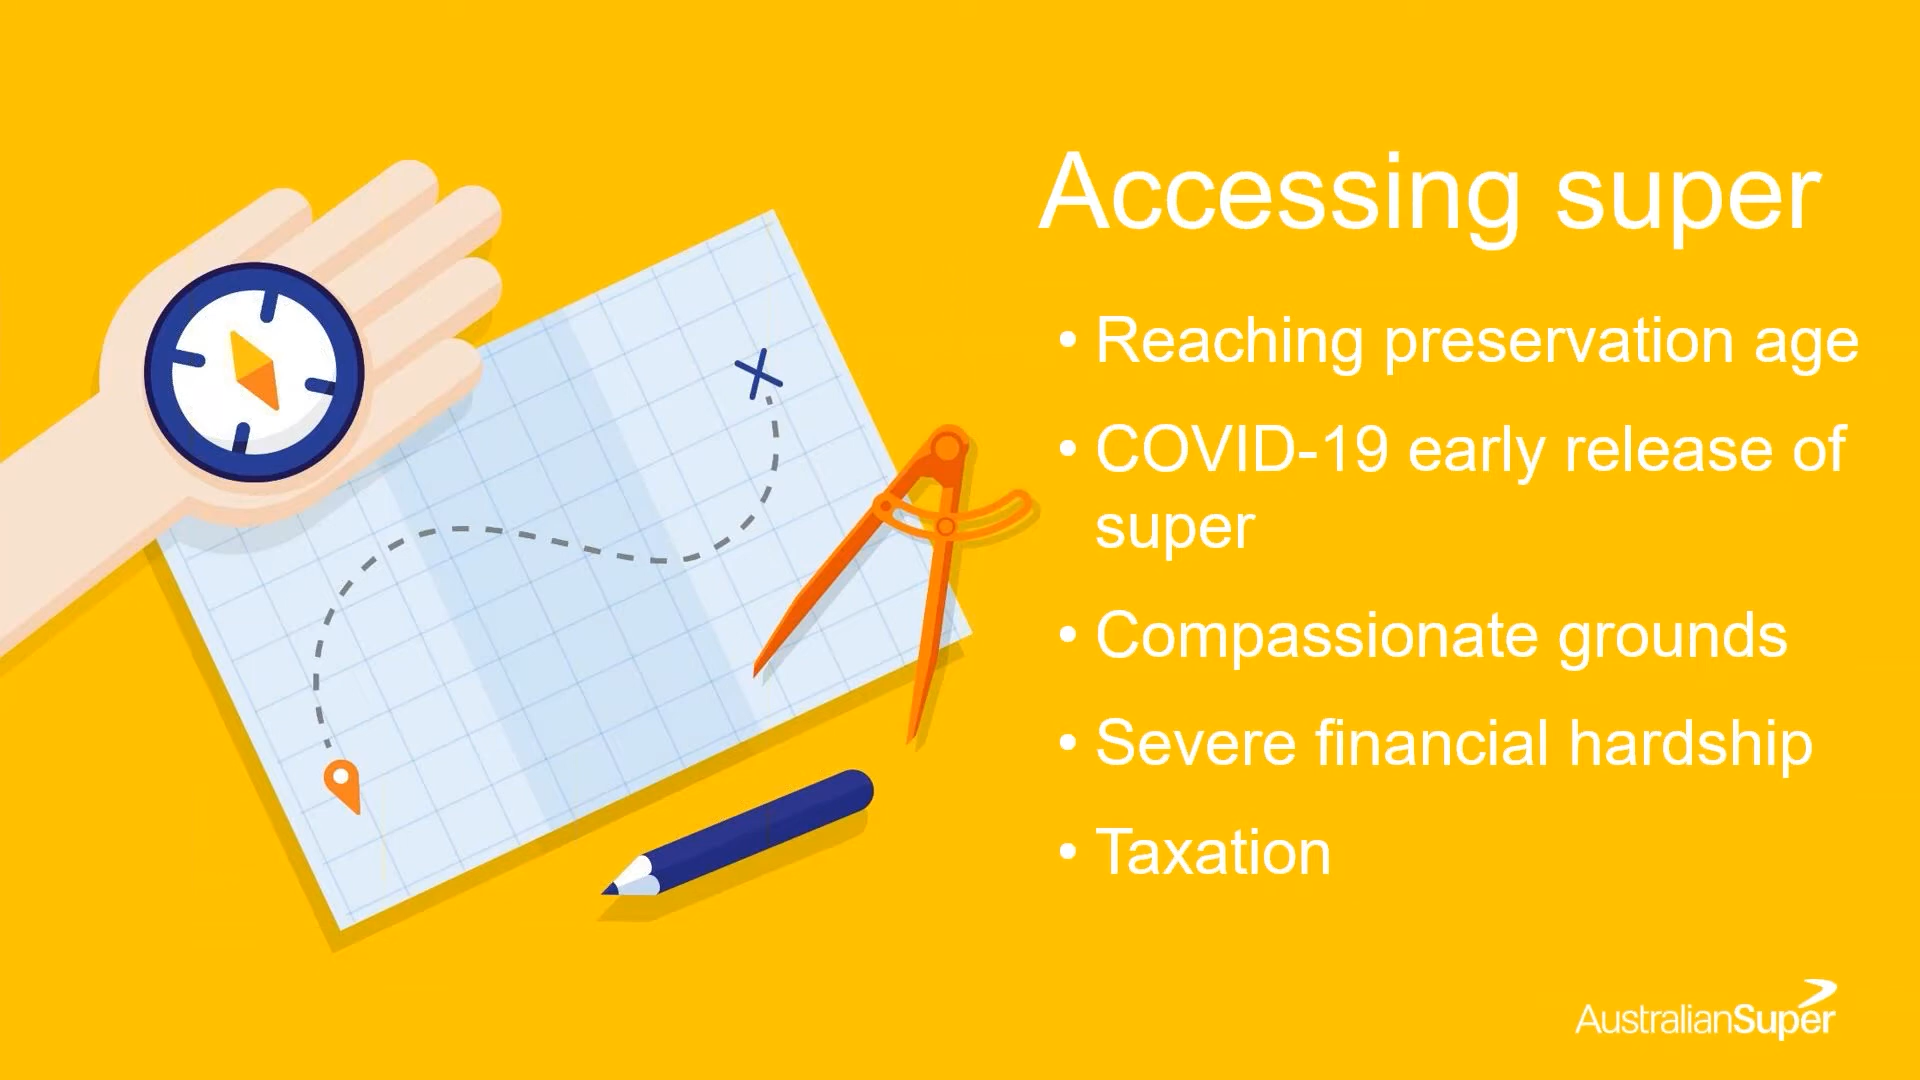 Accessing super
• Reaching preservation age
• COVID-19 early release of
super
• Compassionate grounds
• Severe financial hardship
• Taxation
AustralianSuper